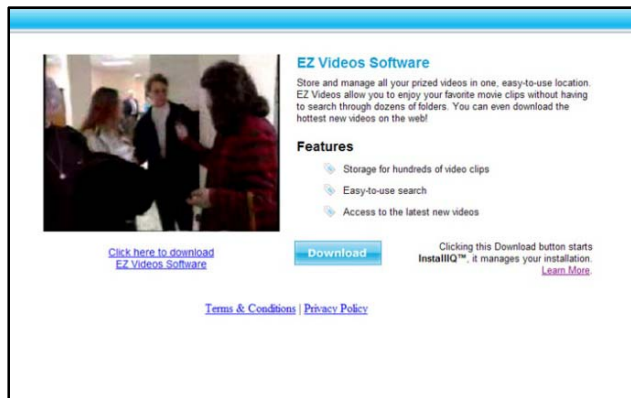 EZ Videos Software
Store and manage all your prized videos in one, easy-to-use location.
EZ Videos allow you to enjoy your favorite movie clips without having
to search through dozens of folders. You can even download the
hottest new videos on the web!
Features
Storage for hundreds of video clips
Easy-to-use search
Access to the latest new videos
Click here to download
EZ Videos Software
Download
Clicking this Download button starts
InstallIQ™, it manages your installation.
Learn More.
Terms & Conditions | Privacy Policy